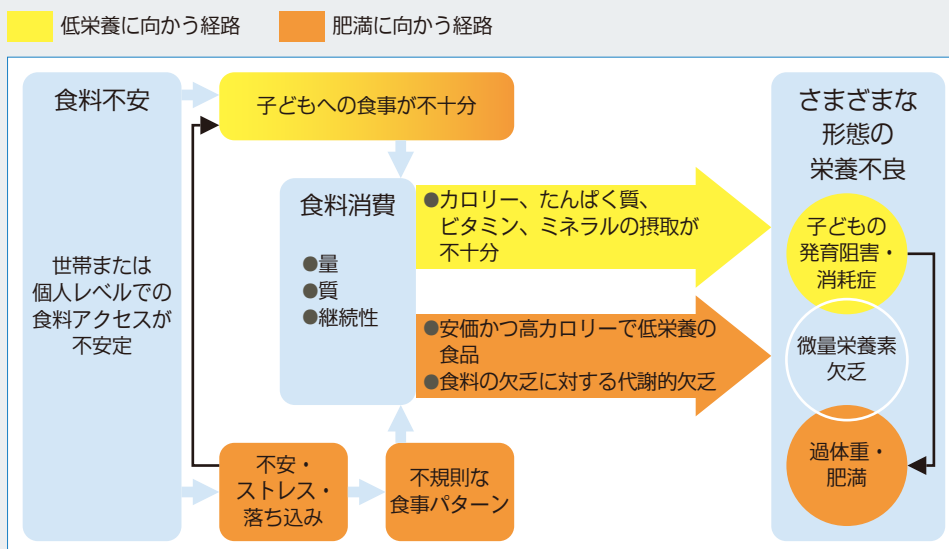 低栄養に向かう経路
肥満に向かう経路
食料不安
世帯または
個人レベルでの
食料アクセスが
不安定
子どもへの食事が不十分
食料消費
●量
●質
●継続性
●カロリー、たんぱく質、
ビタミン、ミネラルの摂取が
不十分
●安価かつ高カロリーで低栄養の
食品
●食料の欠乏に対する代謝的欠乏
不安・
ストレス・
落ち込み
不規則な
食事パターン
さまざまな
形態の
栄養不良
子どもの
発育阻害・
消耗症
微量栄養素
欠乏
過体重・
肥満